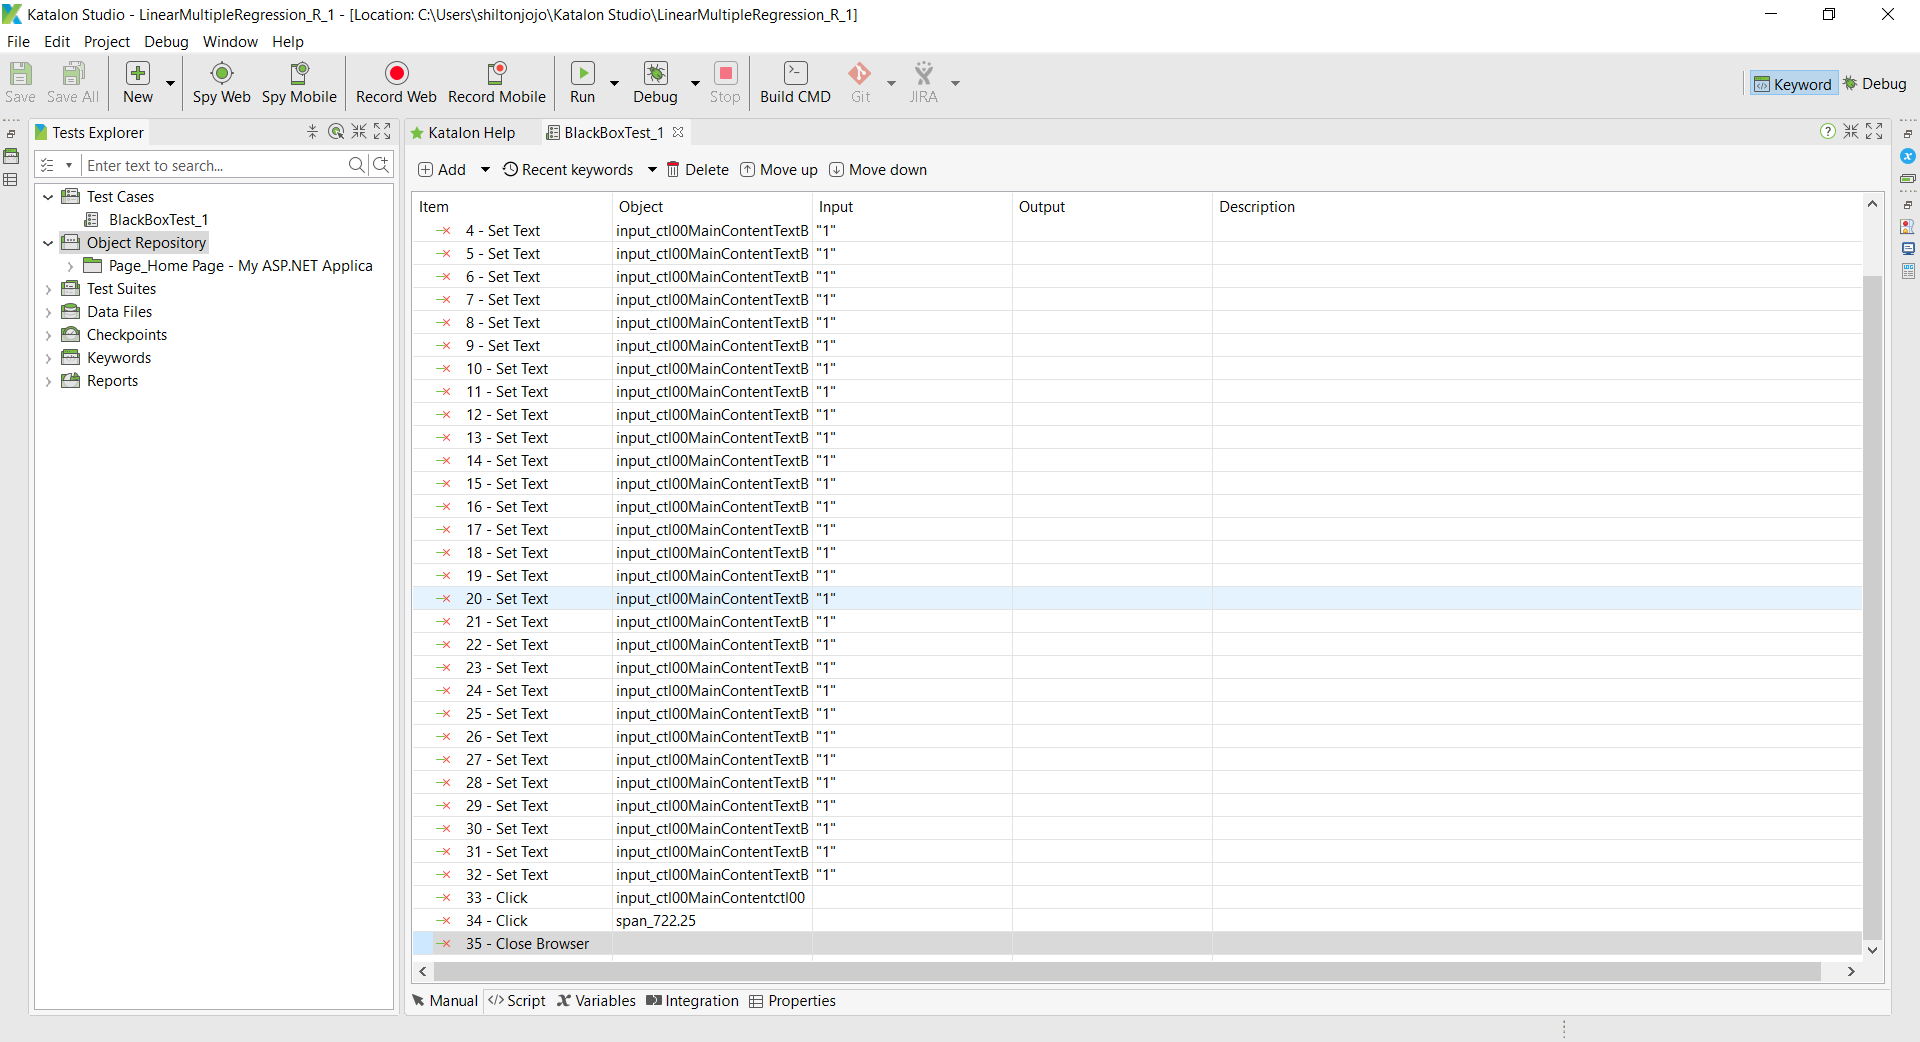 Katalon Studio - LinearMultipleRegression_R_1 - [Location: C:\Users\shiltonjojo\Katalon Studio\LinearMultipleRegression_R_1]
File Edit Project Debug Window Help
Save Save All New Spy Web Spy Mobile Record Web Record Mobile Run Debug Stop Build CMD Git JIRA Keyword Debug
Tests Explorer
Enter text to search...
Test Cases
BlackBoxTest_1
Object Repository
Page_Home Page - My ASP.NET Applica
Test Suites
Data Files
Checkpoints
Keywords
Reports
Katalon Help BlackBoxTest_1
Add Recent keywords Delete Move up Move down
Item Object Input Output Description
4 - Set Text input_ctl00MainContentTextB "1"
5 - Set Text input_ctl00MainContentTextB "1"
6 - Set Text input_ctl00MainContentTextB "1"
7 - Set Text input_ctl00MainContentTextB "1"
8 - Set Text input_ctl00MainContentTextB "1"
9 - Set Text input_ctl00MainContentTextB "1"
10 - Set Text input_ctl00MainContentTextB "1"
11 - Set Text input_ctl00MainContentTextB "1"
12 - Set Text input_ctl00MainContentTextB "1"
13 - Set Text input_ctl00MainContentTextB "1"
14 - Set Text input_ctl00MainContentTextB "1"
15 - Set Text input_ctl00MainContentTextB "1"
16 - Set Text input_ctl00MainContentTextB "1"
17 - Set Text input_ctl00MainContentTextB "1"
18 - Set Text input_ctl00MainContentTextB "1"
19 - Set Text input_ctl00MainContentTextB "1"
20 - Set Text input_ctl00MainContentTextB "1"
21 - Set Text input_ctl00MainContentTextB "1"
22 - Set Text input_ctl00MainContentTextB "1"
23 - Set Text input_ctl00MainContentTextB "1"
24 - Set Text input_ctl00MainContentTextB "1"
25 - Set Text input_ctl00MainContentTextB "1"
26 - Set Text input_ctl00MainContentTextB "1"
27 - Set Text input_ctl00MainContentTextB "1"
28 - Set Text input_ctl00MainContentTextB "1"
29 - Set Text input_ctl00MainContentTextB "1"
30 - Set Text input_ctl00MainContentTextB "1"
31 - Set Text input_ctl00MainContentTextB "1"
32 - Set Text input_ctl00MainContentTextB "1"
33 - Click input_ctl00MainContentctl00
34 - Click span_722.25
35 - Close Browser
Manual Script Variables Integration Properties